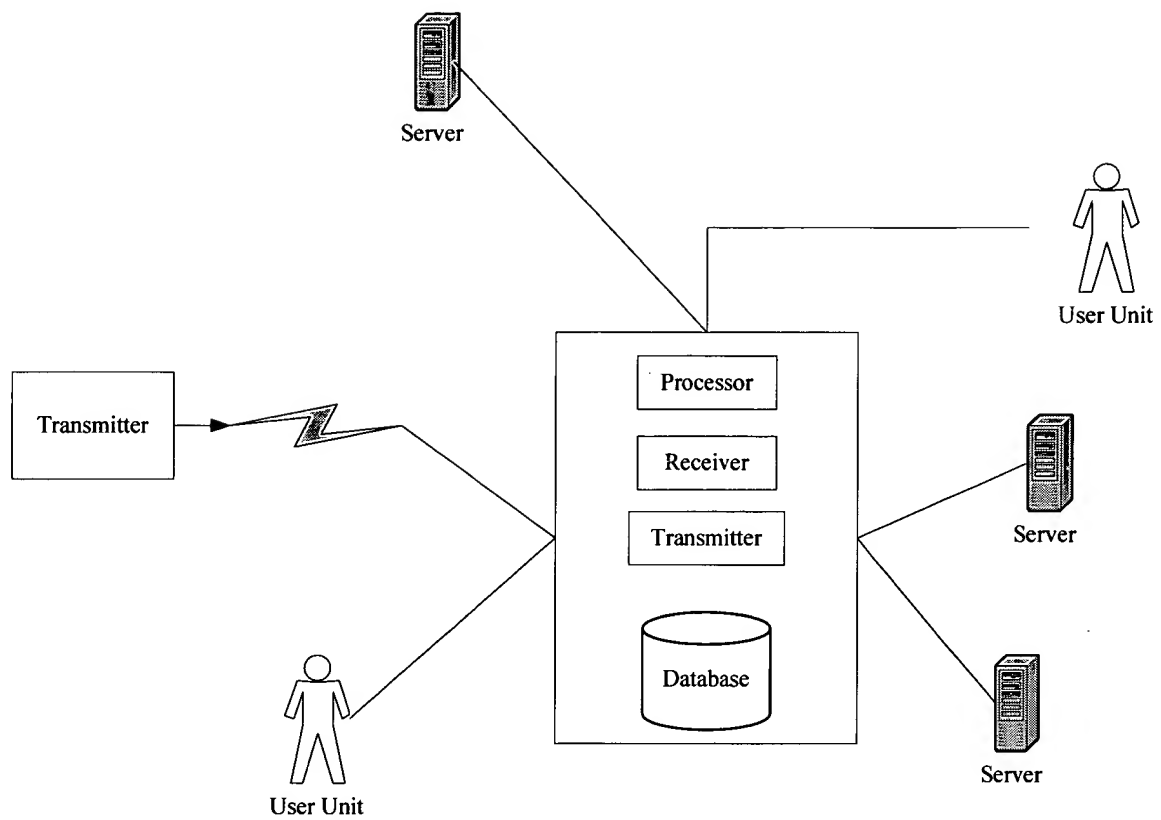 Server
User Unit
Processor
Transmitter
Receiver
Transmitter
Server
Database
Server
User Unit